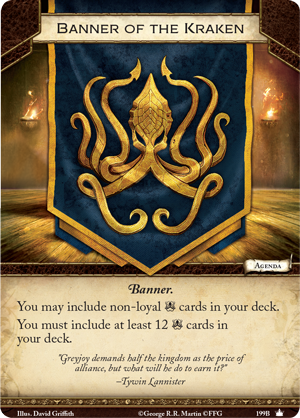 Banner of the Kraken
Agenda
Banner.
You may include non-loyal cards in your deck.
You must include at least 12 cards in
your deck.
"Greyjoy demands half the kingdom as the price of
alliance, but what will he do to earn it?"
–Tywin Lannister
Illus. David Griffith ©George R.R. Martin ©FFG 199B